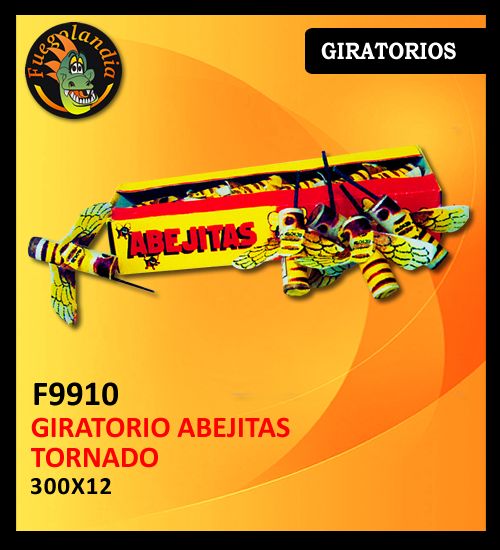 Fuegolandia
GIRATORIOS
ABEJITAS
F9910
GIRATORIO ABEJITAS
TORNADO
300X12